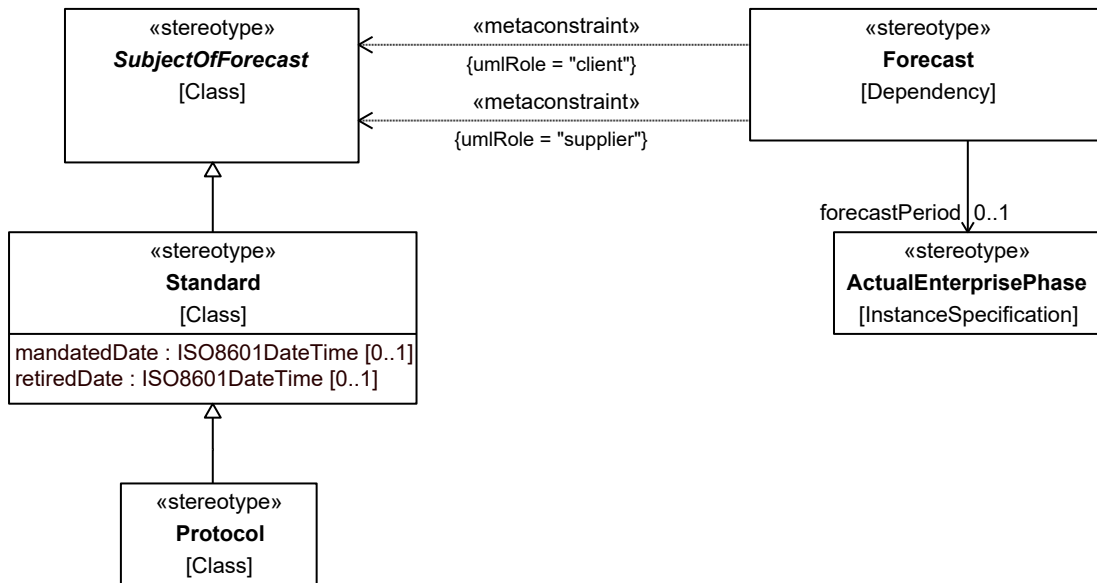 «stereotype»
SubjectOfForecast
[Class]
«metaconstraint»
{umlRole = "client"}
«metaconstraint»
{umlRole = "supplier"}
«stereotype»
Forecast
[Dependency]
forecastPeriod 0..1
«stereotype»
Standard
[Class]
mandatedDate : ISO8601DateTime [0..1]
retiredDate : ISO8601DateTime [0..1]
«stereotype»
ActualEnterprisePhase
[InstanceSpecification]
«stereotype»
Protocol
[Class]